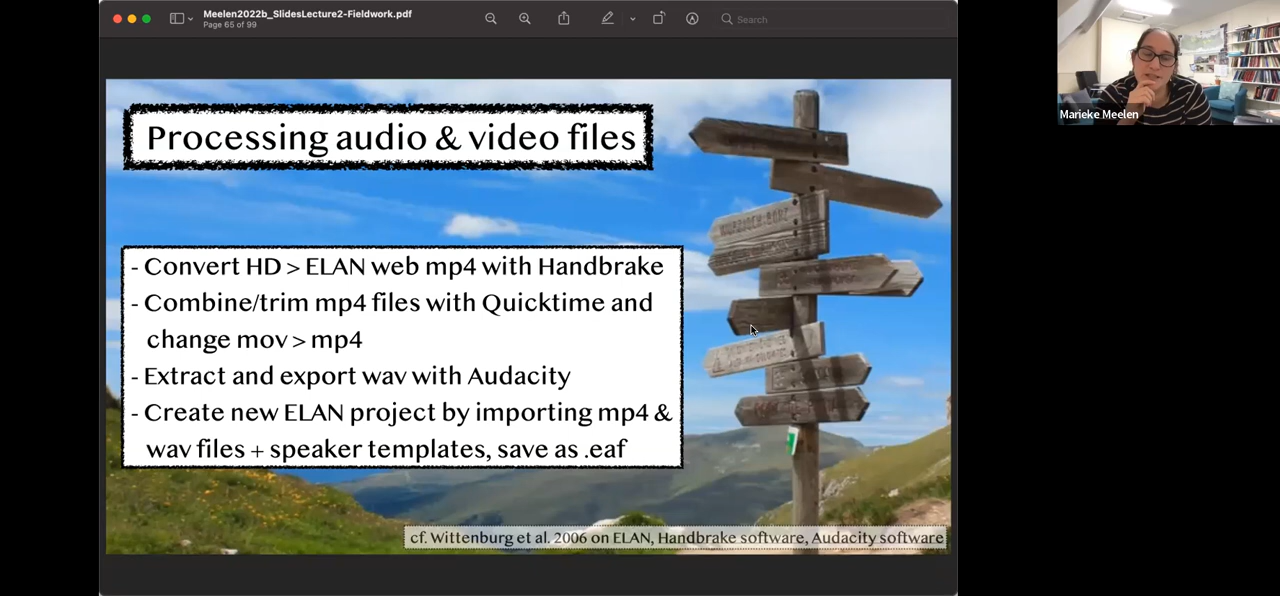 Meelen2022b_SlidesLecture2-Fieldwork.pdf
Page 65 of 99
Search
Marieke Meelen
Processing audio & video files
- Convert HD > ELAN web mp4 with Handbrake
- Combine/trim mp4 files with Quicktime and
change mov > mp4
- Extract and export wav with Audacity
- Create new ELAN project by importing mp4 &
wav files + speaker templates, save as .eaf
cf. Wittenburg et al. 2006 on ELAN, Handbrake software, Audacity software